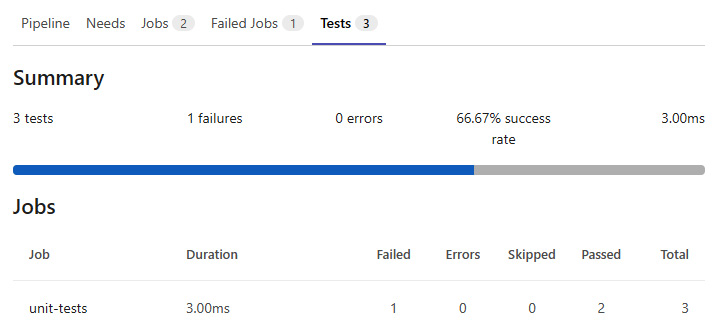 Pipeline Needs Jobs 2 Failed Jobs 1 Tests 3
Summary
3 tests 1 failures 0 errors 66.67% success rate 3.00ms
Jobs
Job Duration Failed Errors Skipped Passed Total
unit-tests 3.00ms 1 0 0 2 3